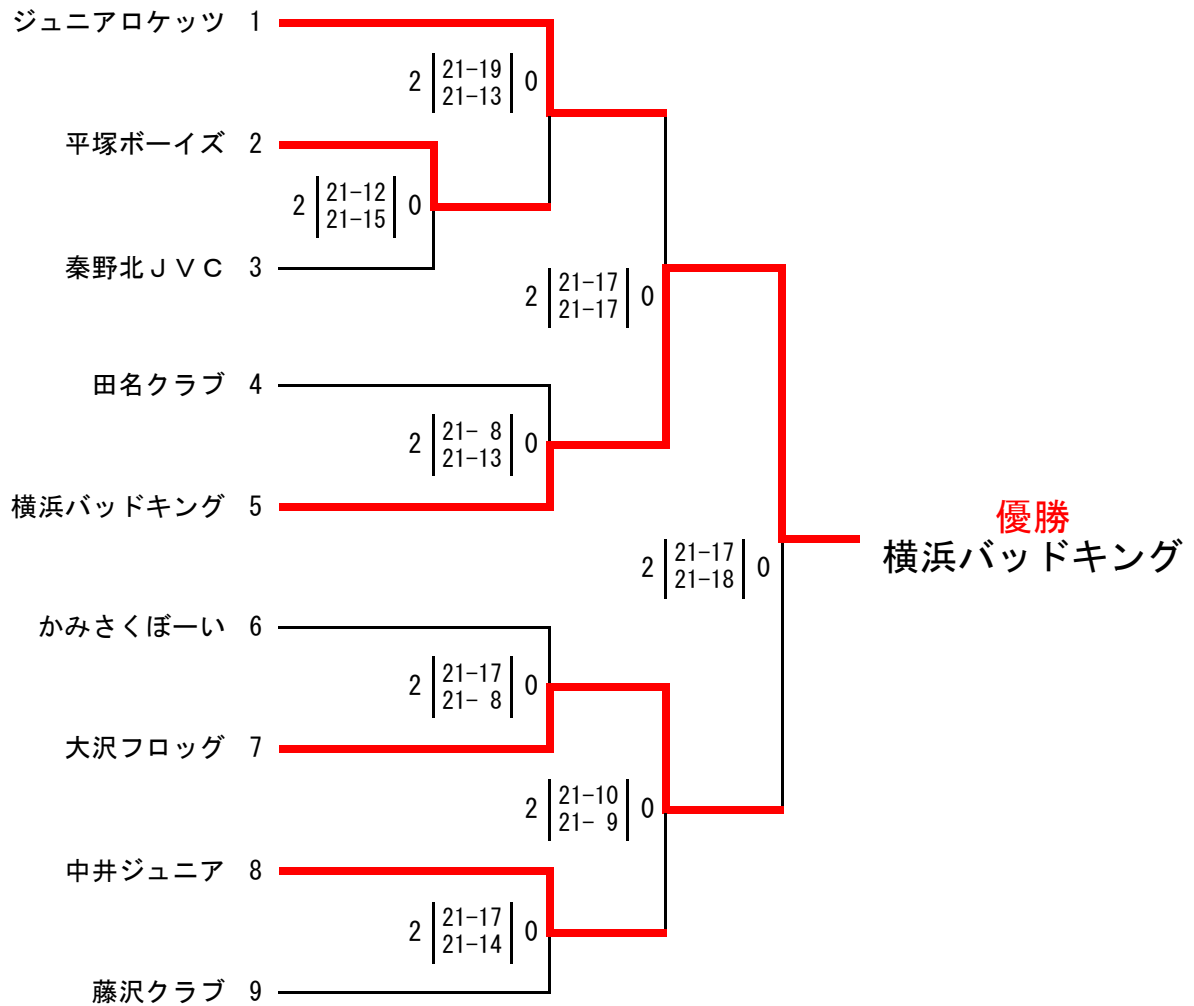 ジュニアロケッツ 1
2 21-19 0
21-13
平塚ボーイズ 2
2 21-12 0
21-15
秦野北ＪＶＣ 3
2 21-17 0
21-17
田名クラブ 4
2 21- 8 0
21-13
横浜バッドキング 5
優勝
横浜バッドキング
2 21-17 0
21-18
かみさくぼーい 6
2 21-17 0
21- 8
大沢フロッグ 7
2 21-10 0
21- 9
中井ジュニア 8
2 21-17 0
21-14
藤沢クラブ 9